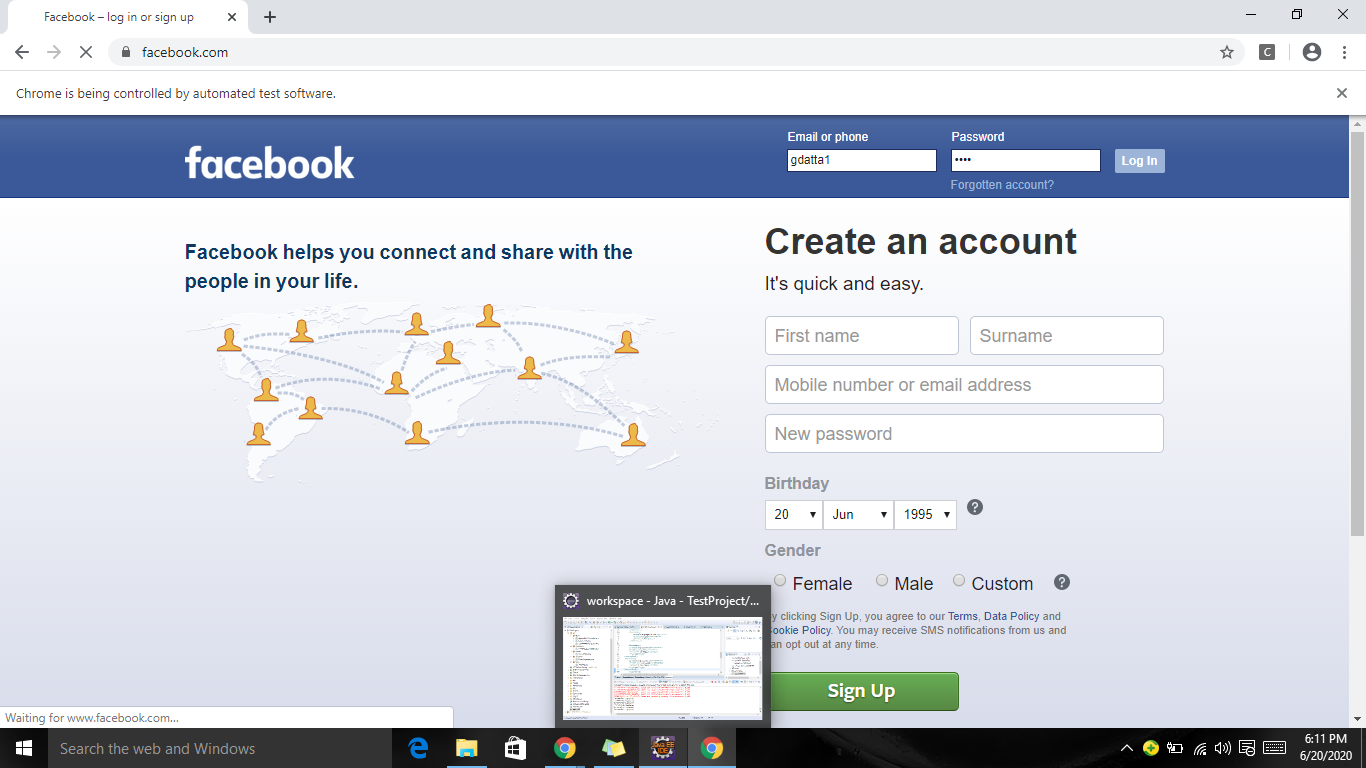 Facebook – log in or sign up
facebook.com
C
Chrome is being controlled by automated test software.
facebook
Email or phone
Password
gdatta1
••••
Log In
Forgotten account?
Facebook helps you connect and share with the
people in your life.
Create an account
It's quick and easy.
First name
Surname
Mobile number or email address
New password
Birthday
20
Jun
1995
?
Gender
Female
Male
Custom
?
workspace - Java - TestProject/...
y clicking Sign Up, you agree to our Terms, Data Policy and
ookie Policy. You may receive SMS notifications from us and
an opt out at any time.
Sign Up
Waiting for www.facebook.com...
Search the web and Windows
Java EE
IDE
6:11 PM
6/20/2020